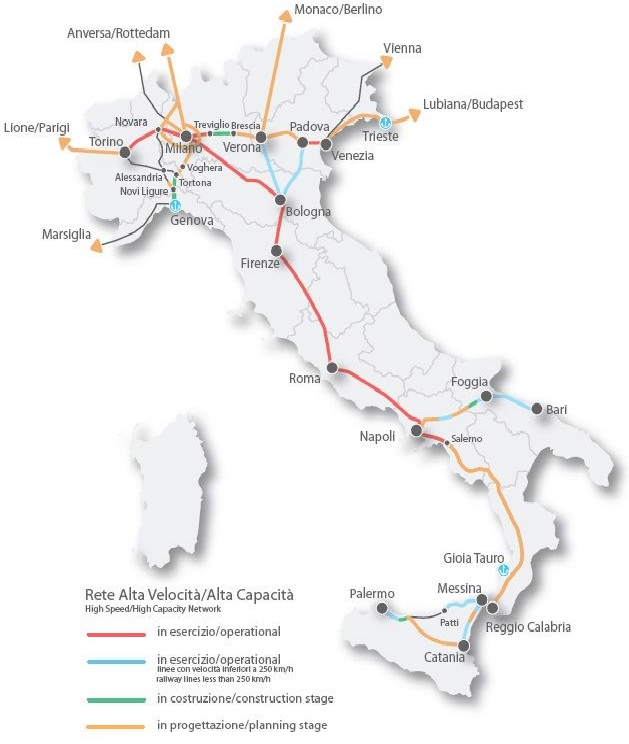 Monaco/Berlino
Anversa/Rottedam
Vienna
Lubiana/Budapest
Lione/Parigi
Novara
Treviglio
Brescia
Padova
Trieste
Torino
Milano
Verona
Venezia
Voghera
Alessandria
Tortona
Novi Ligure
Genova
Bologna
Marsiglia
Firenze
Roma
Foggia
Bari
Napoli
Salerno
Gioia Tauro
Messina
Palermo
Patti
Reggio Calabria
Catania
Rete Alta Velocità/Alta Capacità
High Speed/High Capacity Network
in esercizio/operational
in esercizio/operational
linee con velocità inferiori a 250 km/h
railway lines less than 250 km/h
in costruzione/construction stage
in progettazione/planning stage